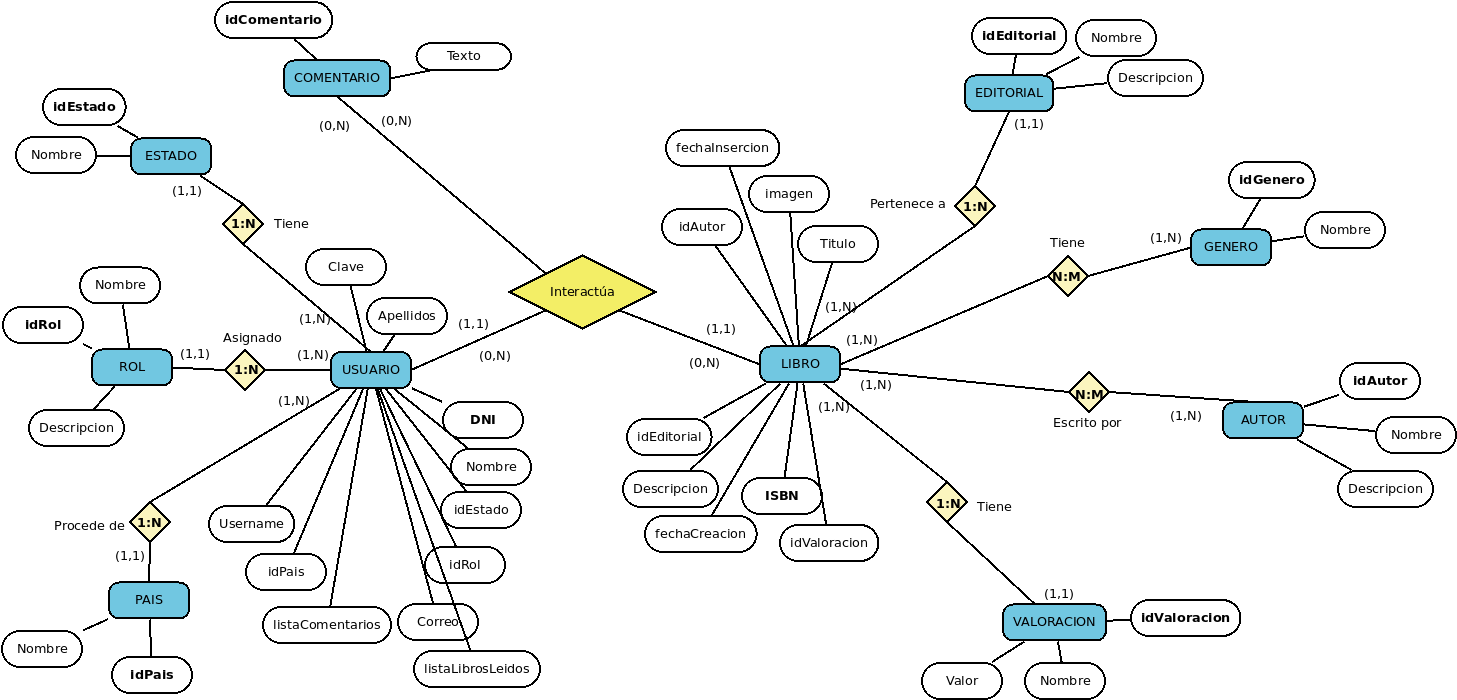 idComentario
Texto
COMENTARIO
(0,N)
(0,N)
idEstado
Nombre
ESTADO
(1,1)
1:N
Tiene
Clave
Apellidos
Nombre
idRol
ROL
Descripcion
(1,1)
Asignado
1:N
(1,N)
(1,N)
(1,N)
USUARIO
(1,1)
(0,N)
Interactúa
(1,1)
(0,N)
DNI
Nombre
idEstado
idRol
Correo
listaLibrosLeidos
listaComentarios
idPais
Username
Procede de
1:N
(1,1)
PAIS
Nombre
idPais
fechaInsercion
imagen
idAutor
Titulo
LIBRO
(1,N)
(1,N)
(1,N)
(1,N)
idEditorial
Descripcion
ISBN
fechaCreacion
idValoracion
idEditorial
Nombre
Descripcion
EDITORIAL
(1,1)
Pertenece a
1:N
idGenero
Nombre
GENERO
(1,N)
Tiene
N:M
idAutor
Nombre
Descripcion
AUTOR
(1,N)
N:M
Escrito por
1:N
Tiene
(1,1)
VALORACION
idValoracion
Valor
Nombre